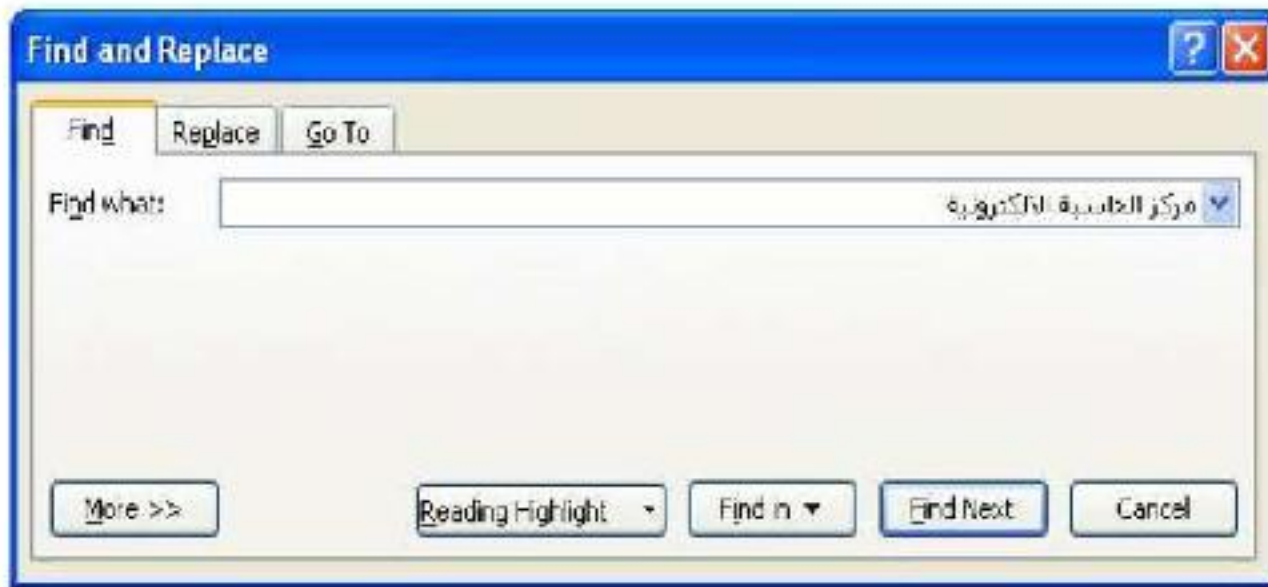 Find and Replace
Find Replace Go To
Find what: مركز الحاسبة الالكترونية
More >> Reading Highlight Find in Find Next Cancel